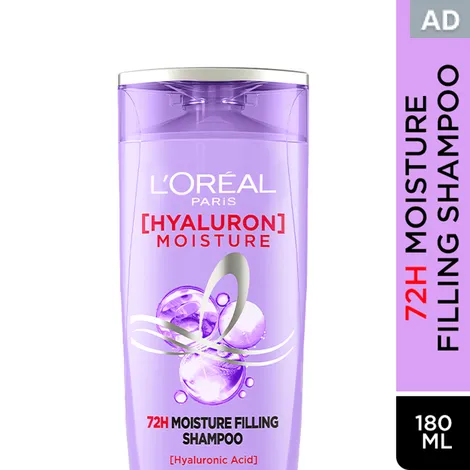 AD
L'ORÉAL
PARIS
[HYALURON]
MOISTURE
72H MOISTURE FILLING
SHAMPOO
[Hyaluronic Acid]
72H MOISTURE
FILLING SHAMPOO
180
ML